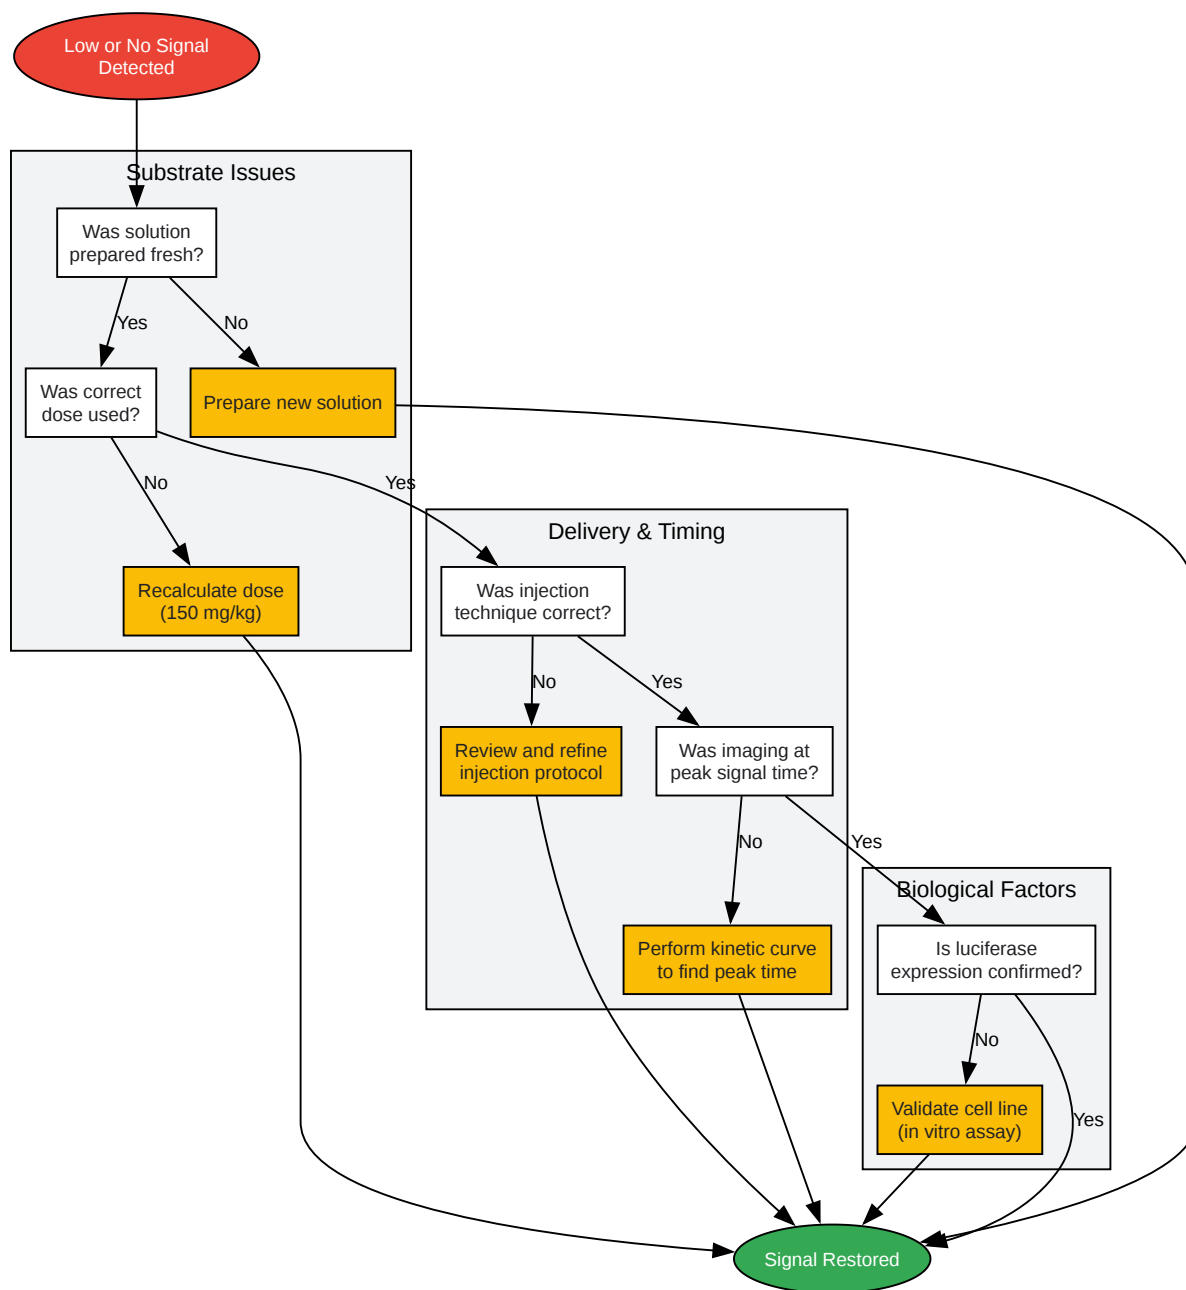 Low or No Signal
Detected
Substrate Issues
Was solution
prepared fresh?
Yes
No
Was correct
dose used?
Prepare new solution
No
Yes
Recalculate dose
(150 mg/kg)
Delivery & Timing
Was injection
technique correct?
No
Yes
Review and refine
injection protocol
Was imaging at
peak signal time?
No
Yes
Perform kinetic curve
to find peak time
Biological Factors
Is luciferase
expression confirmed?
No
Yes
Validate cell line
(in vitro assay)
Signal Restored